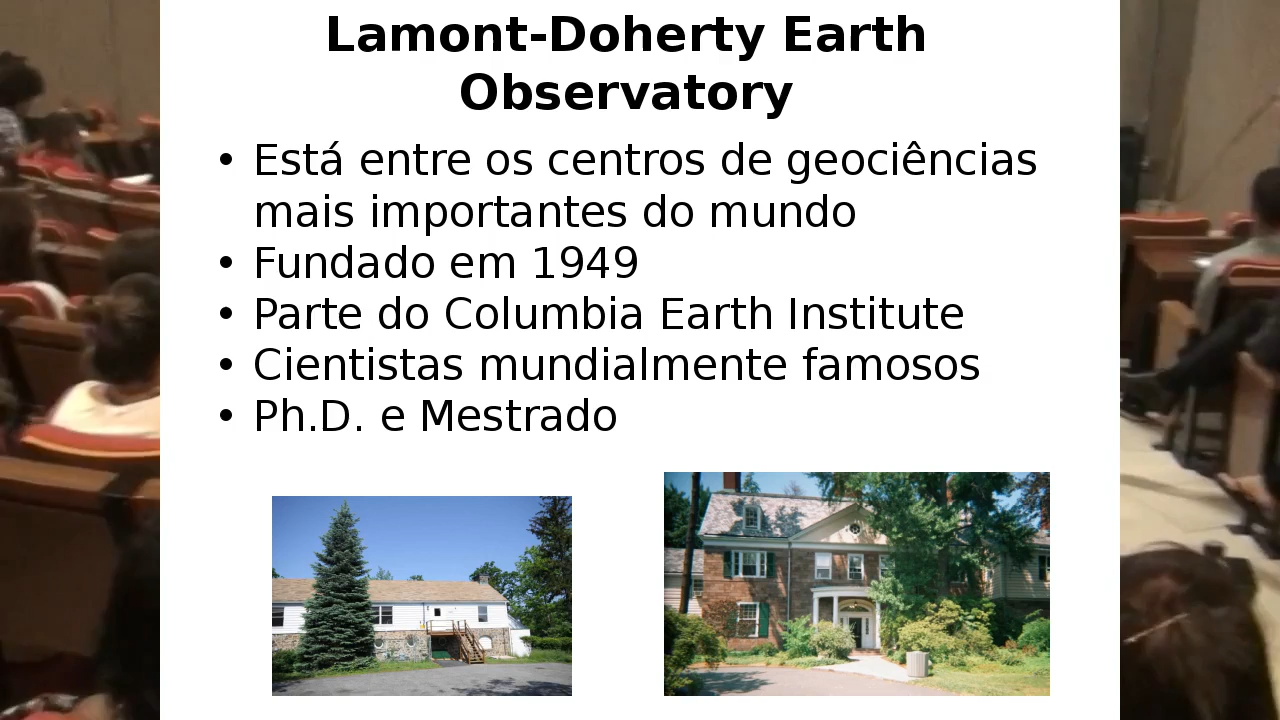 Lamont-Doherty Earth
Observatory
• Está entre os centros de geociências
mais importantes do mundo
• Fundado em 1949
• Parte do Columbia Earth Institute
• Cientistas mundialmente famosos
• Ph.D. e Mestrado